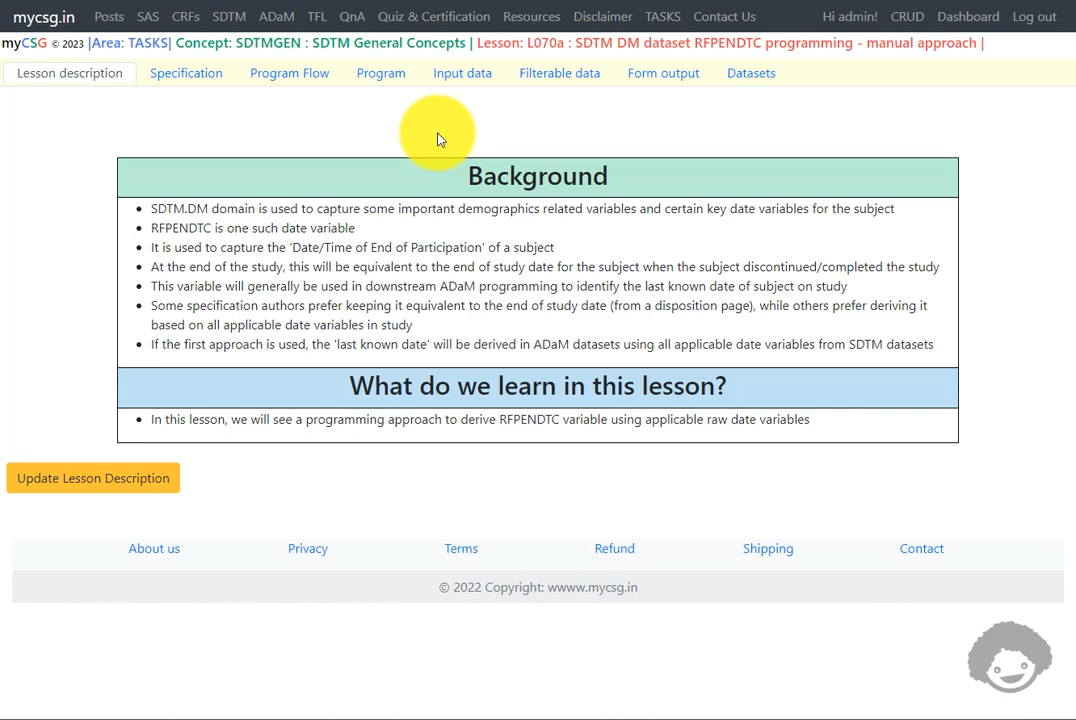 mycsg.in Posts SAS CRFs SDTM ADaM TFL QnA Quiz & Certification Resources Disclaimer TASKS Contact Us Hi admin! CRUD Dashboard Log out
myCSG © 2023 |Area: TASKS| Concept: SDTMGEN : SDTM General Concepts | Lesson: L070a : SDTM DM dataset RFPENDTC programming - manual approach |
Lesson description Specification Program Flow Program Input data Filterable data Form output Datasets
Background
• SDTM.DM domain is used to capture some important demographics related variables and certain key date variables for the subject
• RFPENDTC is one such date variable
• It is used to capture the 'Date/Time of End of Participation' of a subject
• At the end of the study, this will be equivalent to the end of study date for the subject when the subject discontinued/completed the study
• This variable will generally be used in downstream ADaM programming to identify the last known date of subject on study
• Some specification authors prefer keeping it equivalent to the end of study date (from a disposition page), while others prefer deriving it
based on all applicable date variables in study
• If the first approach is used, the 'last known date' will be derived in ADaM datasets using all applicable date variables from SDTM datasets
What do we learn in this lesson?
• In this lesson, we will see a programming approach to derive RFPENDTC variable using applicable raw date variables
Update Lesson Description
About us Privacy Terms Refund Shipping Contact
© 2022 Copyright: wwww.mycsg.in